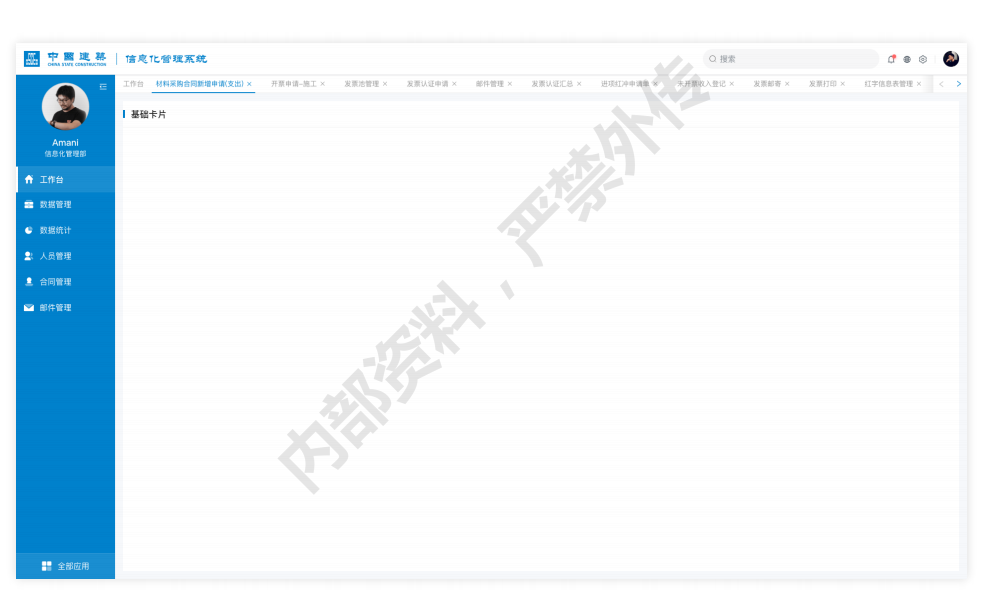 中國建築
CHINA STATE CONSTRUCTION
信息化管理系统
搜索
工作台 材料采购合同新增申请(支出) × 开票申请-施工 × 发票池管理 × 发票认证申请 × 邮件管理 × 发票认证汇总 × 进项红冲申请单 × 未开票收入登记 × 发票邮寄 × 发票打印 × 红字信息表管理 ×
Amani
信息化管理部
工作台
数据管理
数据统计
人员管理
合同管理
邮件管理
全部应用
基础卡片
内部资料，严禁外传